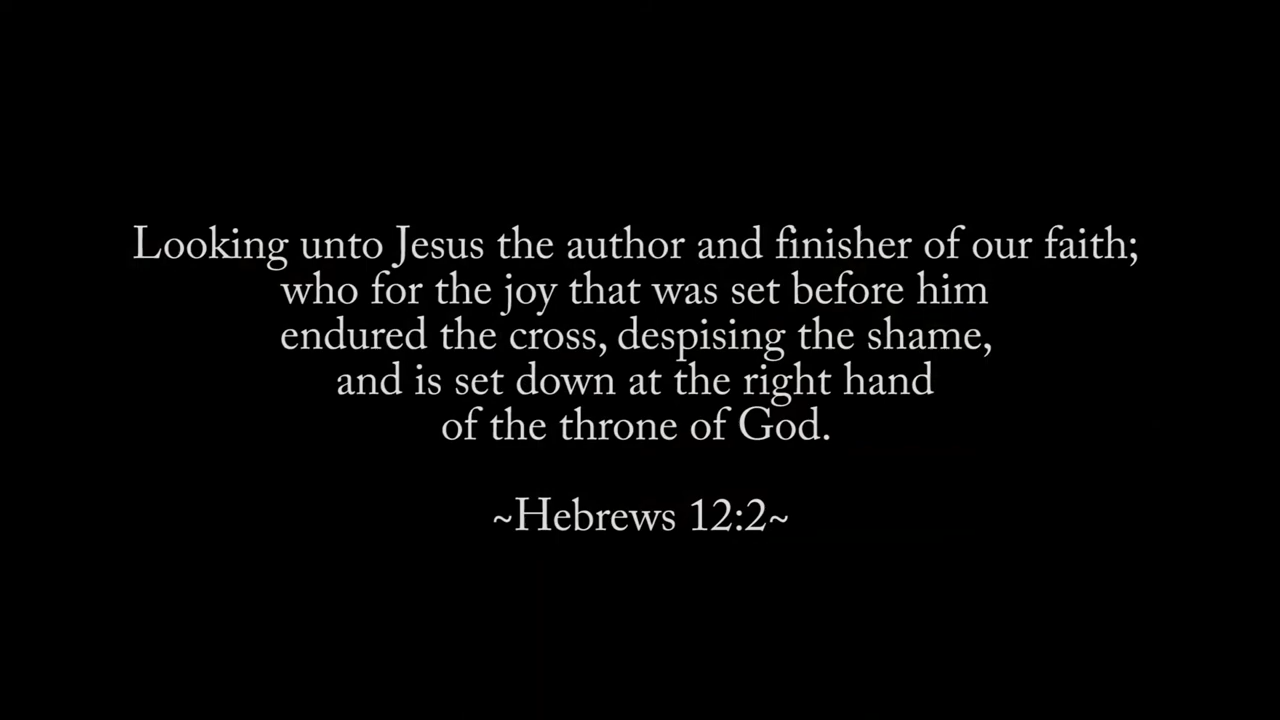 Looking unto Jesus the author and finisher of our faith;
who for the joy that was set before him
endured the cross, despising the shame,
and is set down at the right hand
of the throne of God.
~Hebrews 12:2~